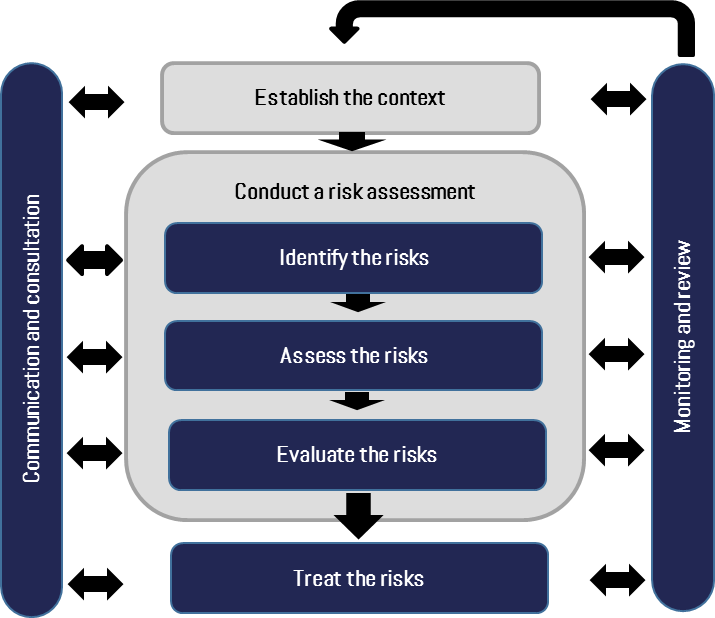 Establish the context
Conduct a risk assessment
Identify the risks
Assess the risks
Evaluate the risks
Treat the risks
Communication and consultation
Monitoring and review